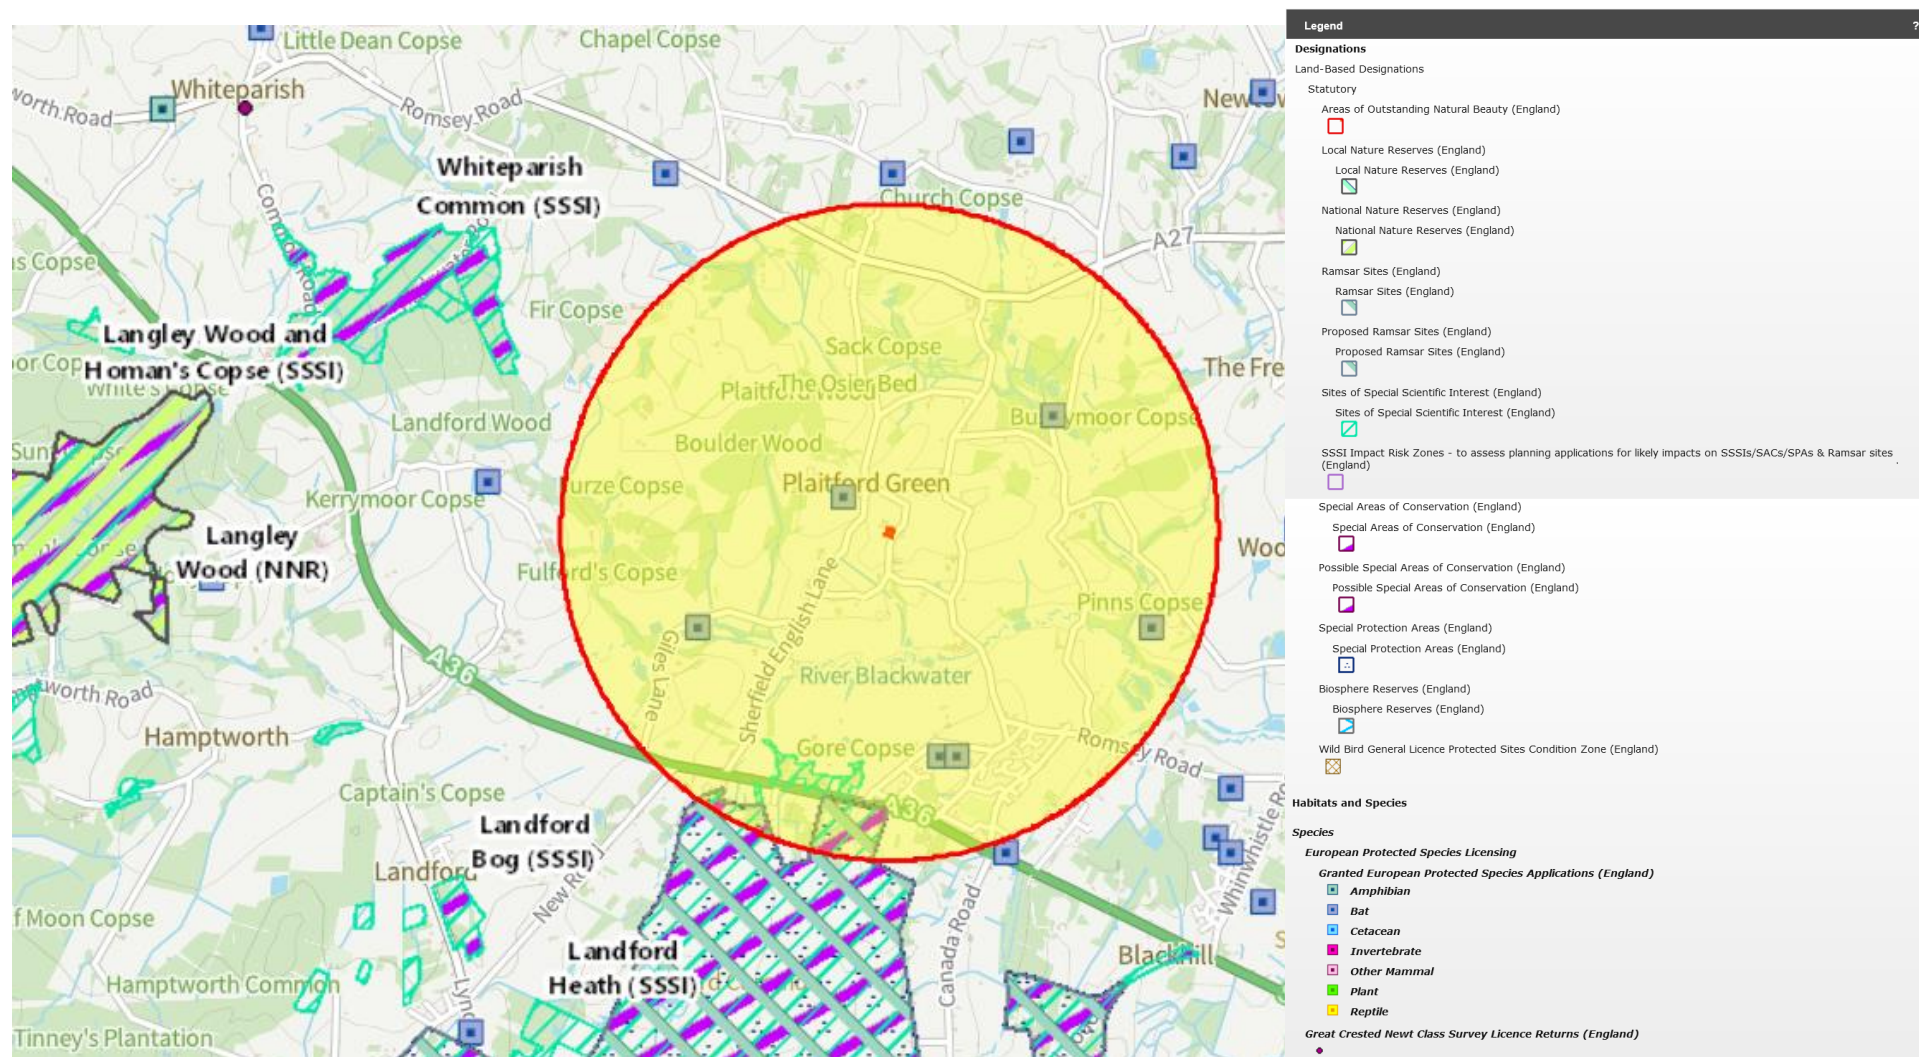 Little Dean Copse
Chapel Copse
Whiteparish
worth Road
Romsey Road
Newtow
Whiteparish
Common (SSSI)
Common Road
Church Copse
A27
s Copse
Fir Copse
Langley Wood and
Homan's Copse (SSSI)
White's Copse
Sack Copse
The Osier Bed
Plaitford Wood
The Fre
Landford Wood
Boulder Wood
Kerrymoor Copse
urze Copse
Plaitford Green
Langley
Wood (NNR)
Fulford's Copse
Woo
Pinns Copse
Giles Lane
Sherfield English Lane
River Blackwater
A36
worth Road
Hamptworth
Gore Copse
Romsey Road
Captain's Copse
A36
Landford
Bog (SSSI)
Landford
New R
f Moon Copse
Canada Road
Whinwhistle Ro
Landford
Heath (SSSI)
Blackhill
Hamptworth Common
Tinney's Plantation
Legend
?
Designations
Land-Based Designations
Statutory
Areas of Outstanding Natural Beauty (England)
Local Nature Reserves (England)
Local Nature Reserves (England)
National Nature Reserves (England)
National Nature Reserves (England)
Ramsar Sites (England)
Ramsar Sites (England)
Proposed Ramsar Sites (England)
Proposed Ramsar Sites (England)
Sites of Special Scientific Interest (England)
Sites of Special Scientific Interest (England)
SSSI Impact Risk Zones - to assess planning applications for likely impacts on SSSIs/SACs/SPAs & Ramsar sites
(England)
Special Areas of Conservation (England)
Special Areas of Conservation (England)
Possible Special Areas of Conservation (England)
Possible Special Areas of Conservation (England)
Special Protection Areas (England)
Special Protection Areas (England)
Biosphere Reserves (England)
Biosphere Reserves (England)
Wild Bird General Licence Protected Sites Condition Zone (England)
Habitats and Species
Species
European Protected Species Licensing
Granted European Protected Species Applications (England)
Amphibian
Bat
Cetacean
Invertebrate
Other Mammal
Plant
Reptile
Great Crested Newt Class Survey Licence Returns (England)